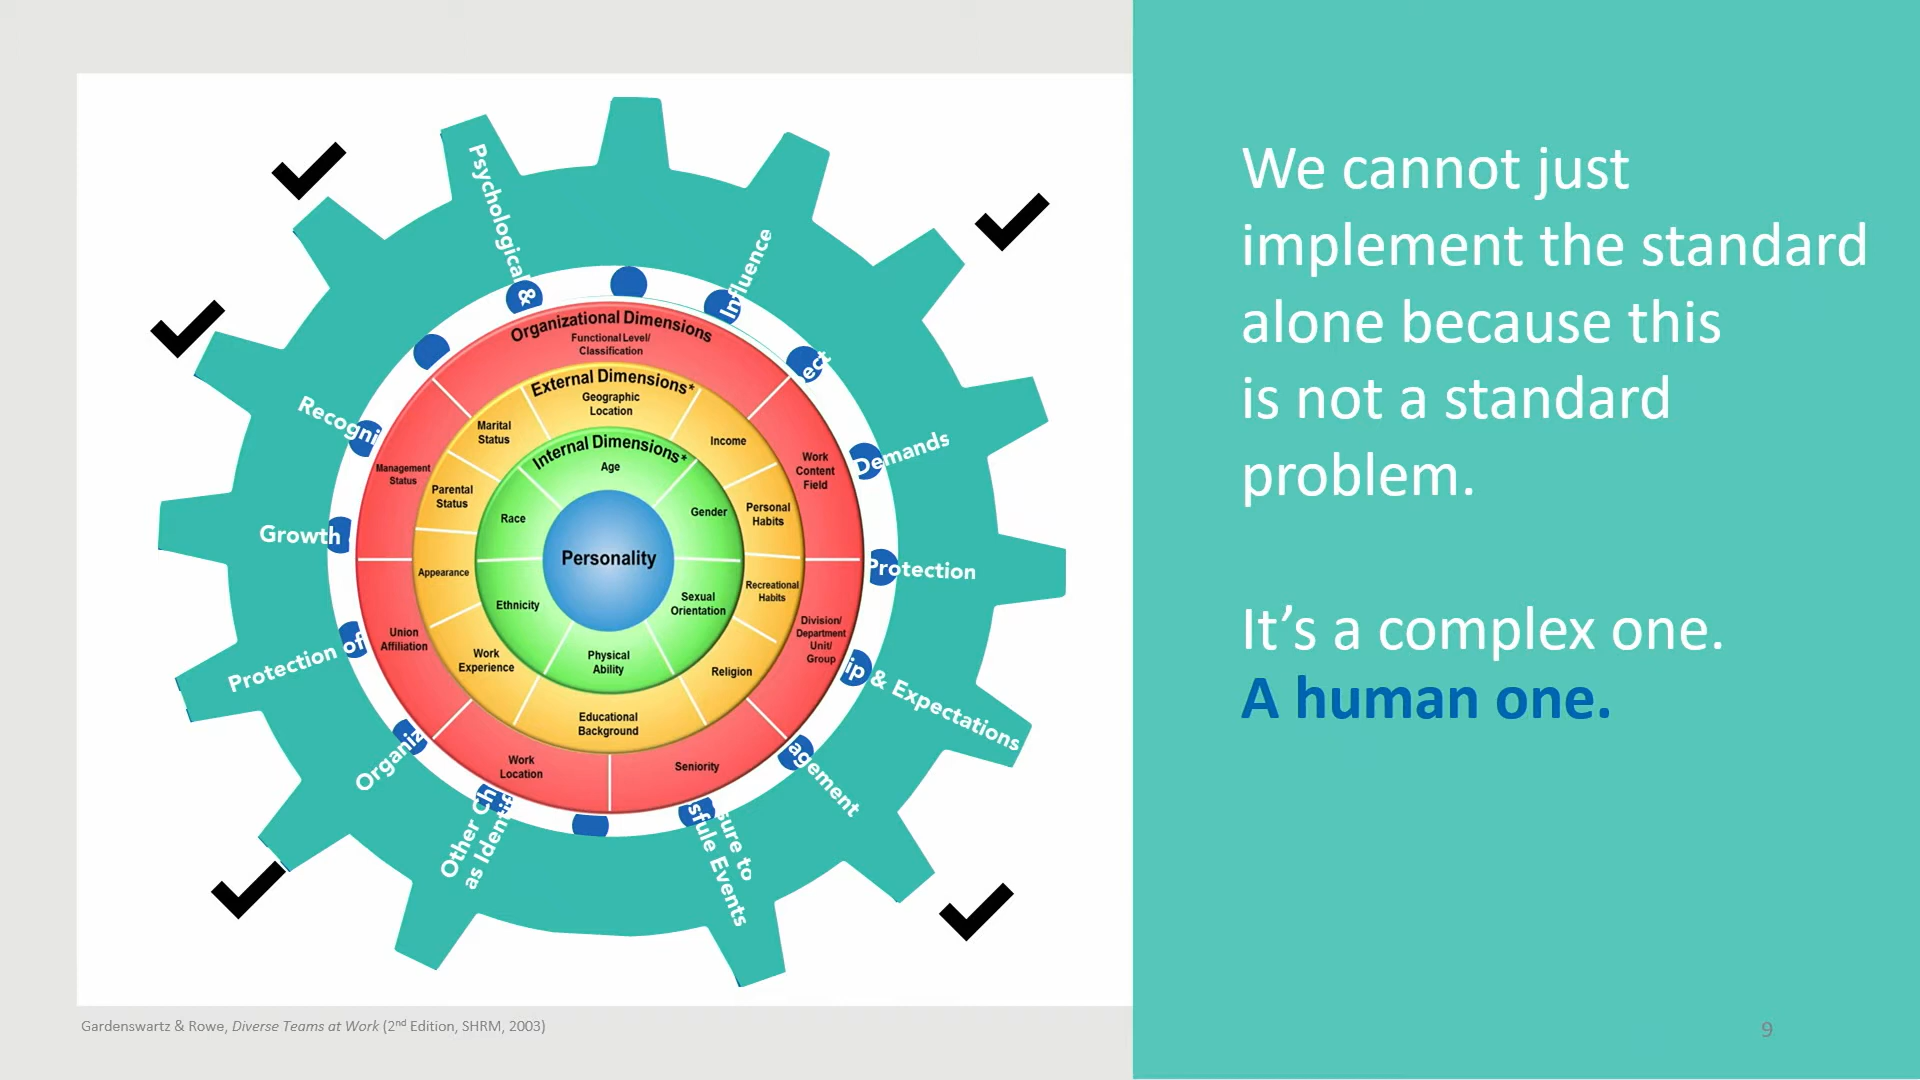 Psychological &
Influence
ect
Demands
Protection
ip & Expectations
agement
sure to
sfule Events
Other Ch
as Identif
Organiz
Protection of
Growth
Recogni
Organizational Dimensions
Functional Level/
Classification
Work
Content
Field
Division/
Department
Unit/
Group
Seniority
Work
Location
Union
Affiliation
Management
Status
External Dimensions*
Geographic
Location
Income
Personal
Habits
Recreational
Habits
Religion
Educational
Background
Work
Experience
Appearance
Parental
Status
Marital
Status
Internal Dimensions*
Age
Gender
Sexual
Orientation
Physical
Ability
Ethnicity
Race
Personality
We cannot just
implement the standard
alone because this
is not a standard
problem.
It’s a complex one.
A human one.
Gardenswartz & Rowe, Diverse Teams at Work (2nd Edition, SHRM, 2003)
9